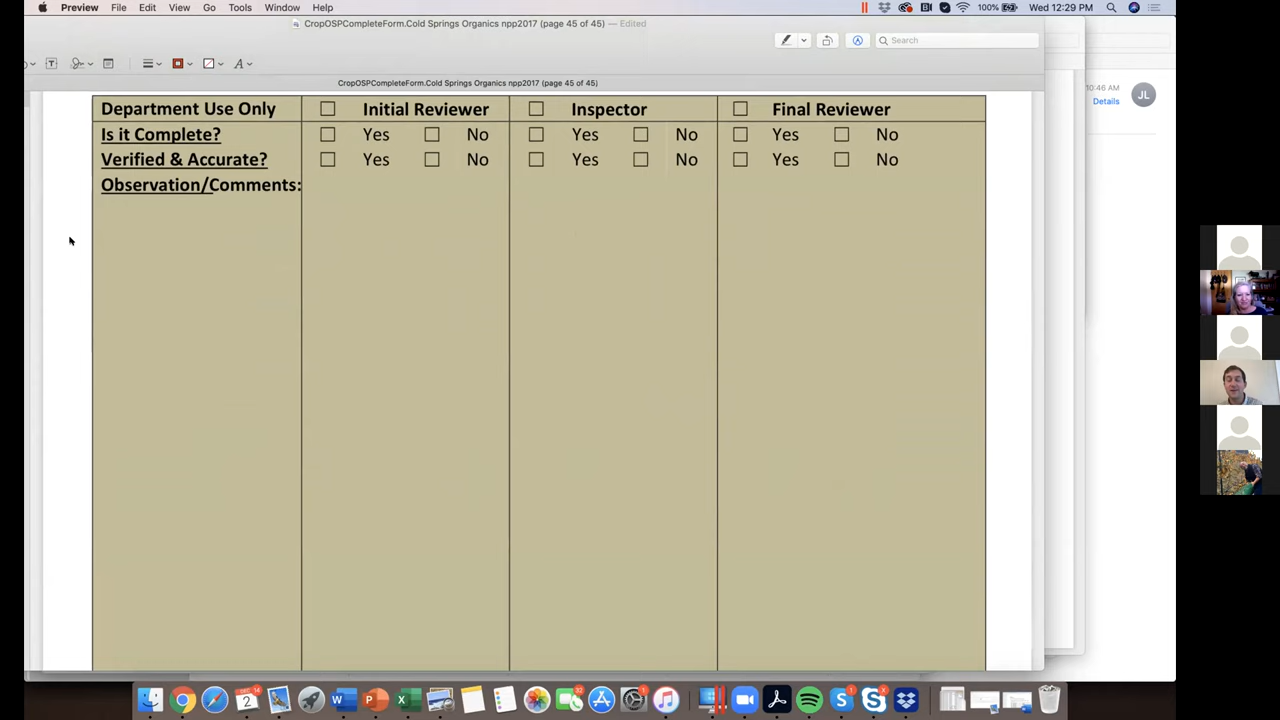 Preview File Edit View Go Tools Window Help 100% Wed 12:29 PM
CropOSPCompleteForm.Cold Springs Organics npp2017 (page 45 of 45) — Edited
Search
CropOSPCompleteForm.Cold Springs Organics npp2017 (page 45 of 45)
10:46 AM
Details
JL
Department Use Only ☐ Initial Reviewer ☐ Inspector ☐ Final Reviewer
Is it Complete? ☐ Yes ☐ No ☐ Yes ☐ No ☐ Yes ☐ No
Verified & Accurate? ☐ Yes ☐ No ☐ Yes ☐ No ☐ Yes ☐ No
Observation/Comments: